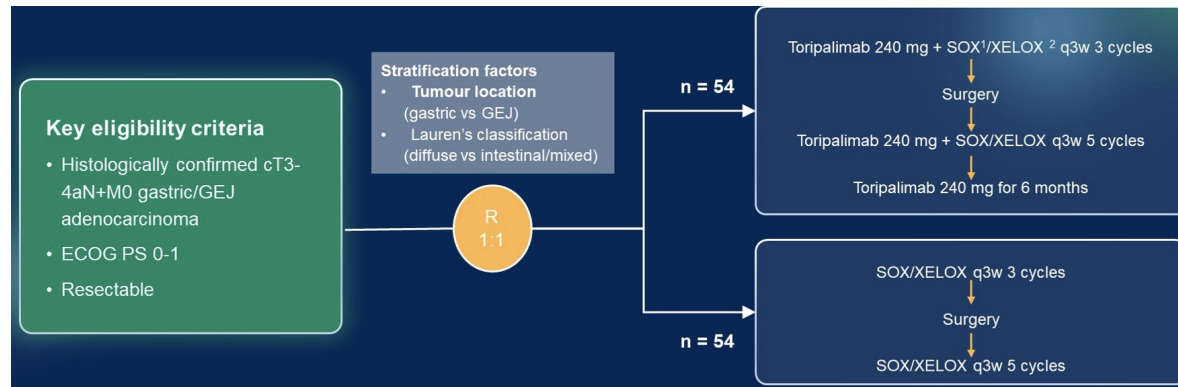 Key eligibility criteria
• Histologically confirmed cT3-
4aN+M0 gastric/GEJ
adenocarcinoma
• ECOG PS 0-1
• Resectable
Stratification factors
• Tumour location
(gastric vs GEJ)
• Lauren's classification
(diffuse vs intestinal/mixed)
R
1:1
n = 54
Toripalimab 240 mg + SOX¹/XELOX ² q3w 3 cycles
Surgery
Toripalimab 240 mg + SOX/XELOX q3w 5 cycles
Toripalimab 240 mg for 6 months
n = 54
SOX/XELOX q3w 3 cycles
Surgery
SOX/XELOX q3w 5 cycles